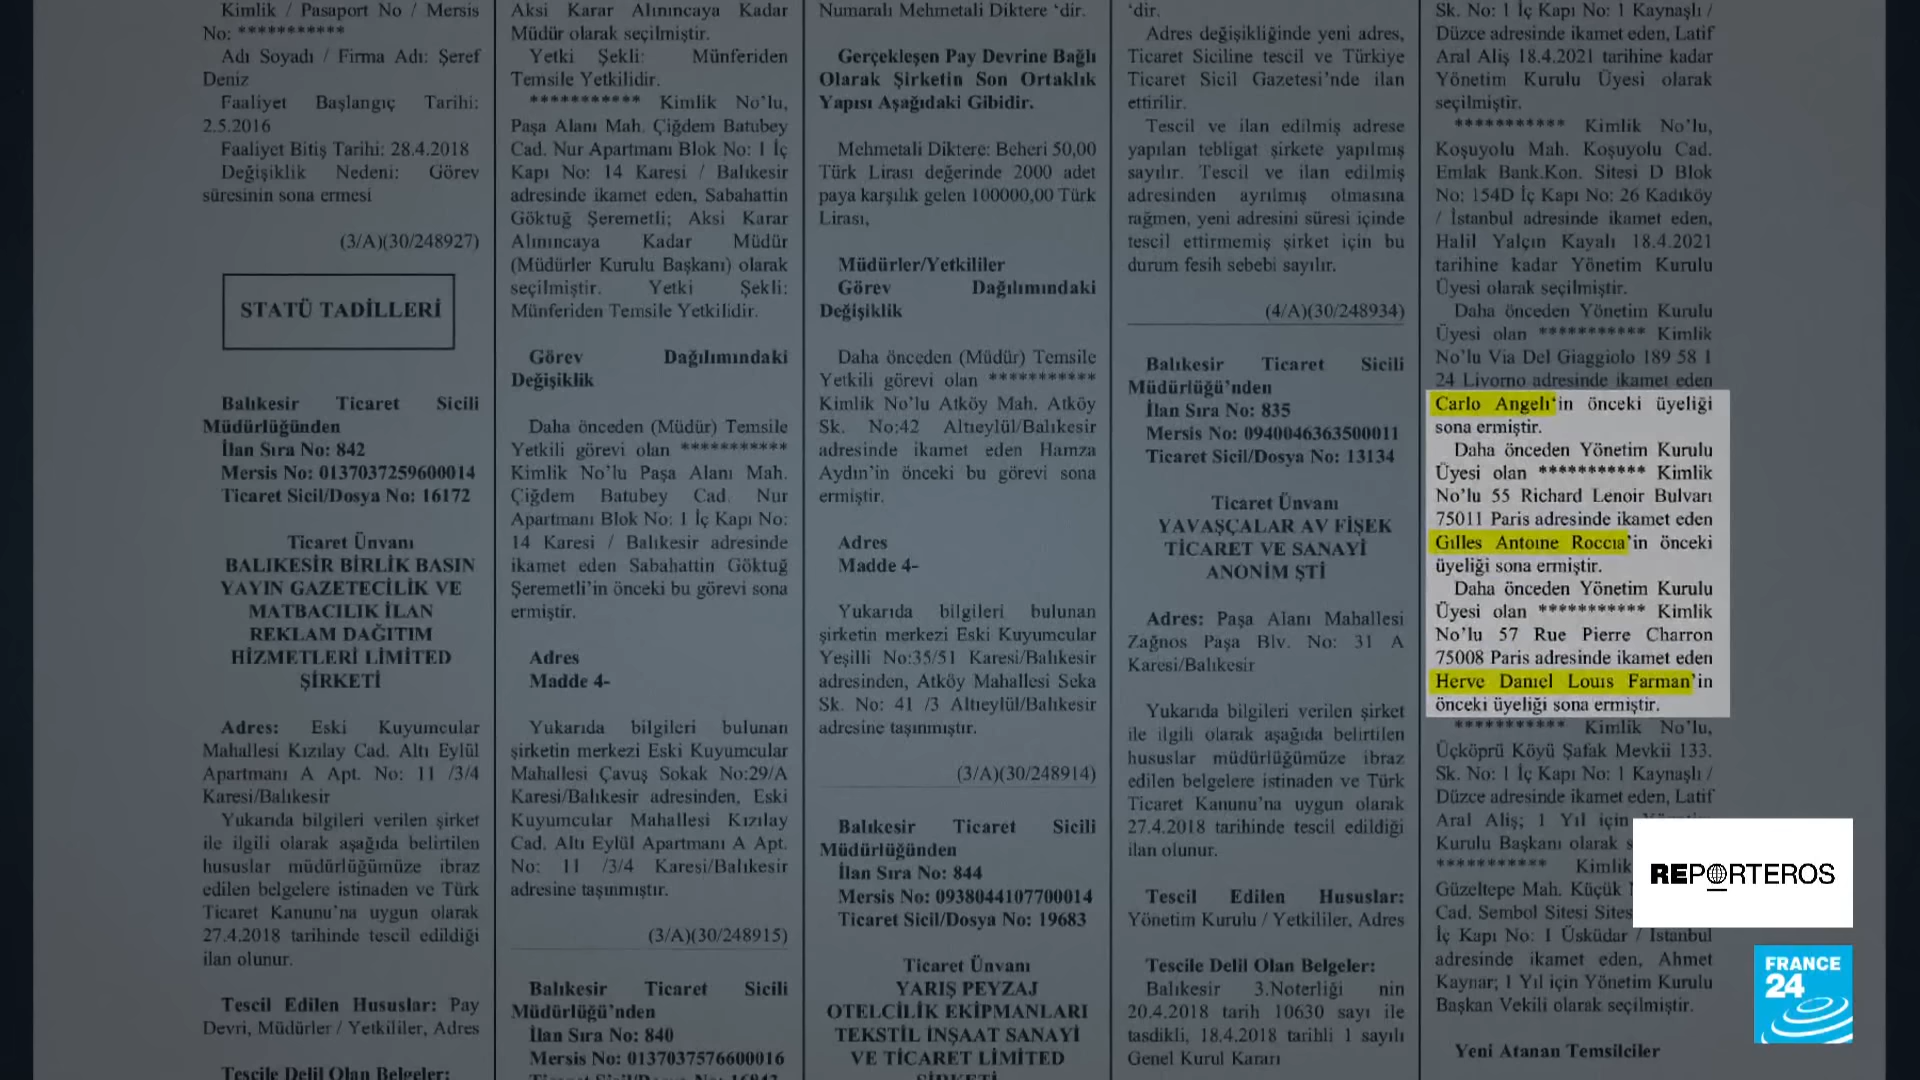 Kimlik / Pasaport No / Mersis
No: ***********
Adı Soyadı / Firma Adı: Şeref
Deniz
Faaliyet Başlangıç Tarihi:
2.5.2016
Faaliyet Bitiş Tarihi: 28.4.2018
Değişiklik Nedeni: Görev
süresinin sona ermesi
(3/A)(30/248927)
STATÜ TADİLLERİ
Balıkesir Ticaret Sicili
Müdürlüğünden
İlan Sıra No: 842
Mersis No: 0137037259600014
Ticaret Sicil/Dosya No: 16172
Ticaret Ünvanı
BALIKESİR BİRLİK BASIN
YAYIN GAZETECİLİK VE
MATBACILIK İLAN
REKLAM DAĞITIM
HİZMETLERİ LİMİTED
ŞİRKETİ
Adres: Eski Kuyumcular
Mahallesi Kızılay Cad. Altı Eylül
Apartmanı A Apt. No: 11 /3/4
Karesi/Balıkesir
Yukarıda bilgileri verilen şirket
ile ilgili olarak aşağıda belirtilen
hususlar müdürlüğümüze ibraz
edilen belgelere istinaden ve Türk
Ticaret Kanunu'na uygun olarak
27.4.2018 tarihinde tescil edildiği
ilan olunur.
Tescil Edilen Hususlar: Pay
Devri, Müdürler / Yetkililer, Adres
Tescile Delil Olan Belgeler:
Aksi Karar Alınıncaya Kadar
Müdür olarak seçilmiştir.
Yetki Şekli: Münferiden
Temsile Yetkilidir.
*********** Kimlik No'lu,
Paşa Alanı Mah. Çiğdem Batubey
Cad. Nur Apartmanı Blok No: 1 İç
Kapı No: 14 Karesi / Balıkesir
adresinde ikamet eden, Sabahattin
Göktuğ Şeremetli; Aksi Karar
Alınıncaya Kadar Müdür
(Müdürler Kurulu Başkanı) olarak
seçilmiştir. Yetki Şekli:
Münferiden Temsile Yetkilidir.
Görev Dağılımındaki
Değişiklik
Daha önceden (Müdür) Temsile
Yetkili görevi olan ***********
Kimlik No'lu Paşa Alanı Mah.
Çiğdem Batubey Cad. Nur
Apartmanı Blok No: 1 İç Kapı No:
14 Karesi / Balıkesir adresinde
ikamet eden Sabahattin Göktuğ
Şeremetli'in önceki bu görevi sona
ermiştir.
Adres
Madde 4-
Yukarıda bilgileri bulunan
şirketin merkezi Eski Kuyumcular
Mahallesi Çavuş Sokak No:29/A
Karesi/Balıkesir adresinden, Eski
Kuyumcular Mahallesi Kızılay
Cad. Altı Eylül Apartmanı A Apt.
No: 11 /3/4 Karesi/Balıkesir
adresine taşınmıştır.
(3/A)(30/248915)
Balıkesir Ticaret Sicili
Müdürlüğü'nden
İlan Sıra No: 840
Mersis No: 0137037576600016
Numaralı Mehmetali Diktere 'dir.
Gerçekleşen Pay Devrine Bağlı
Olarak Şirketin Son Ortaklık
Yapısı Aşağıdaki Gibidir.
Mehmetali Diktere: Beheri 50,00
Türk Lirası değerinde 2000 adet
paya karşılık gelen 100000,00 Türk
Lirası,
Müdürler/Yetkililer
Görev Dağılımındaki
Değişiklik
Daha önceden (Müdür) Temsile
Yetkili görevi olan ***********
Kimlik No'lu Atköy Mah. Atköy
Sk. No:42 Altıeylül/Balıkesir
adresinde ikamet eden Hamza
Aydın'in önceki bu görevi sona
ermiştir.
Adres
Madde 4-
Yukarıda bilgileri bulunan
şirketin merkezi Eski Kuyumcular
Yeşilli No:35/51 Karesi/Balıkesir
adresinden, Atköy Mahallesi Seka
Sk. No: 41 /3 Altıeylül/Balıkesir
adresine taşınmıştır.
(3/A)(30/248914)
Balıkesir Ticaret Sicili
Müdürlüğünden
İlan Sıra No: 844
Mersis No: 0938044107700014
Ticaret Sicil/Dosya No: 19683
Ticaret Ünvanı
YARIŞ PEYZAJ
OTELCİLİK EKİPMANLARI
TEKSTİL İNŞAAT SANAYİ
VE TİCARET LİMİTED
ŞİRKETİ
'dir.
Adres değişikliğinde yeni adres,
Ticaret Siciline tescil ve Türkiye
Ticaret Sicil Gazetesi'nde ilan
ettirilir.
Tescil ve ilan edilmiş adrese
yapılan tebligat şirkete yapılmış
sayılır. Tescil ve ilan edilmiş
adresinden ayrılmış olmasına
rağmen, yeni adresini süresi içinde
tescil ettirmemiş şirket için bu
durum fesih sebebi sayılır.
(4/A)(30/248934)
Balıkesir Ticaret Sicili
Müdürlüğü'nden
İlan Sıra No: 835
Mersis No: 0940046363500011
Ticaret Sicil/Dosya No: 13134
Ticaret Ünvanı
YAVAŞÇALAR AV FİŞEK
TİCARET VE SANAYİ
ANONİM ŞTİ
Adres: Paşa Alanı Mahallesi
Zağnos Paşa Blv. No: 31 A
Karesi/Balıkesir
Yukarıda bilgileri verilen şirket
ile ilgili olarak aşağıda belirtilen
hususlar müdürlüğümüze ibraz
edilen belgelere istinaden ve Türk
Ticaret Kanunu'na uygun olarak
27.4.2018 tarihinde tescil edildiği
ilan olunur.
Tescil Edilen Hususlar:
Yönetim Kurulu / Yetkililer, Adres
Tescile Delil Olan Belgeler:
Balıkesir 3.Noterliği nin
20.4.2018 tarih 10630 sayı ile
tasdikli, 18.4.2018 tarihli 1 sayılı
Genel Kurul Kararı
Sk. No: 1 İç Kapı No: 1 Kaynaşlı /
Düzce adresinde ikamet eden, Latif
Aral Aliş 18.4.2021 tarihine kadar
Yönetim Kurulu Üyesi olarak
seçilmiştir.
*********** Kimlik No'lu,
Koşuyolu Mah. Koşuyolu Cad.
Emlak Bank.Kon. Sitesi D Blok
No: 154D İç Kapı No: 26 Kadıköy
/ İstanbul adresinde ikamet eden,
Halil Yalçın Kayalı 18.4.2021
tarihine kadar Yönetim Kurulu
Üyesi olarak seçilmiştir.
Daha önceden Yönetim Kurulu
Üyesi olan *********** Kimlik
No'lu Via Del Giaggiolo 189 58 1
24 Livorno adresinde ikamet eden
Carlo Angelı'in önceki üyeliği
sona ermiştir.
Daha önceden Yönetim Kurulu
Üyesi olan *********** Kimlik
No'lu 55 Richard Lenoir Bulvarı
75011 Paris adresinde ikamet eden
Gılles Antoıne Roccıa'in önceki
üyeliği sona ermiştir.
Daha önceden Yönetim Kurulu
Üyesi olan *********** Kimlik
No'lu 57 Rue Pierre Charron
75008 Paris adresinde ikamet eden
Herve Danıel Louıs Farman'in
önceki üyeliği sona ermiştir.
*********** Kimlik No'lu,
Üçköprü Köyü Şafak Mevkii 133.
Sk. No: 1 İç Kapı No: 1 Kaynaşlı /
Düzce adresinde ikamet eden, Latif
Aral Aliş; 1 Yıl için
Kurulu Başkanı olarak
*********** Kimlik
Güzeltepe Mah. Küçük
Cad. Sembol Sitesi
İç Kapı No: 1 Üsküdar / İstanbul
adresinde ikamet eden, Ahmet
Kaynar; 1 Yıl için Yönetim Kurulu
Başkan Vekili olarak seçilmiştir.
Yeni Atanan Temsilciler
REPORTEROS
FRANCE
24